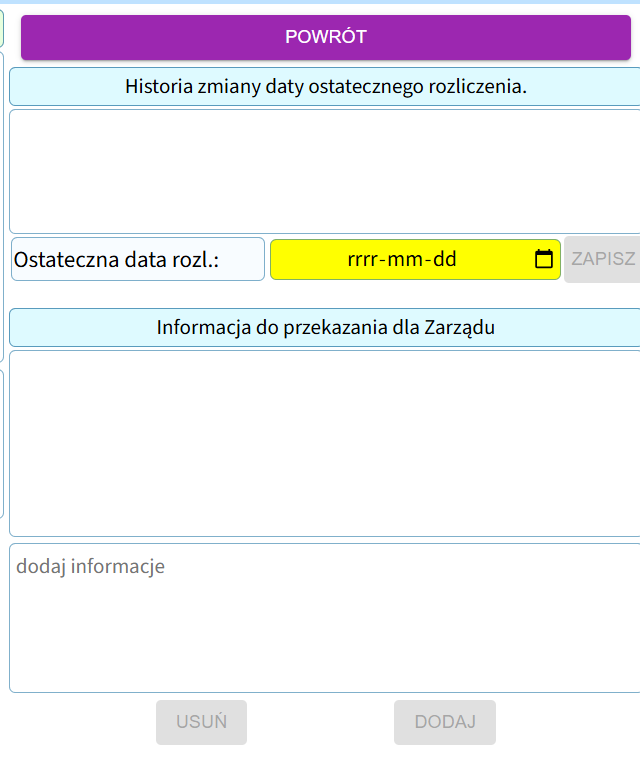 POWRÓT
Historia zmiany daty ostatecznego rozliczenia.
Ostateczna data rozl.: rrrr-mm-dd ZAPISZ
Informacja do przekazania dla Zarządu
dodaj informacje
USUŃ DODAJ